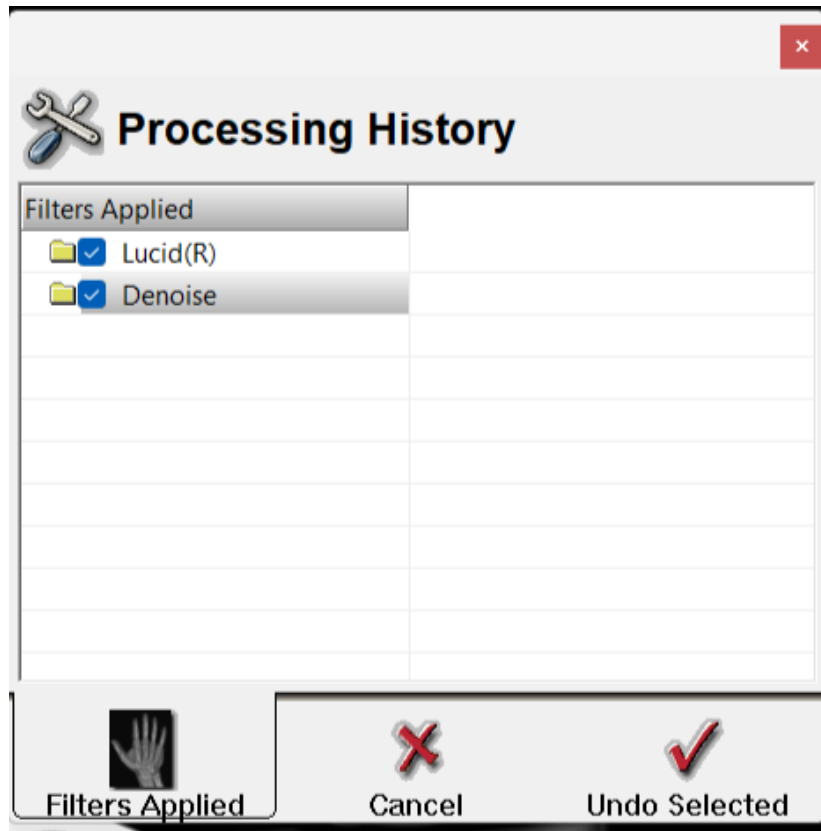 Processing History
Filters Applied
Lucid(R)
Denoise
Filters Applied
Cancel
Undo Selected